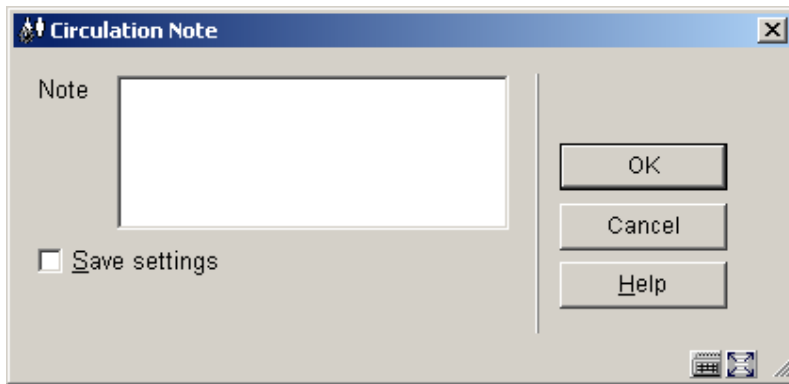 Circulation Note
Note
OK
Cancel
Save settings
Help